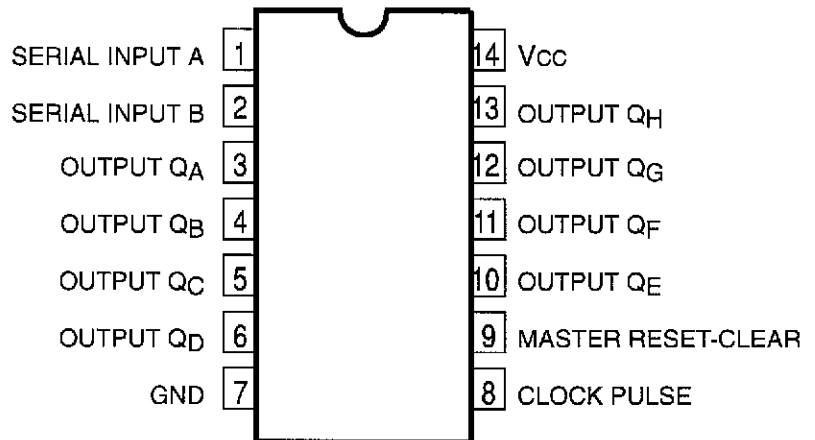 SERIAL INPUT A 1 14 VCC
SERIAL INPUT B 2 13 OUTPUT QH
OUTPUT QA 3 12 OUTPUT QG
OUTPUT QB 4 11 OUTPUT QF
OUTPUT QC 5 10 OUTPUT QE
OUTPUT QD 6 9 MASTER RESET-CLEAR
GND 7 8 CLOCK PULSE